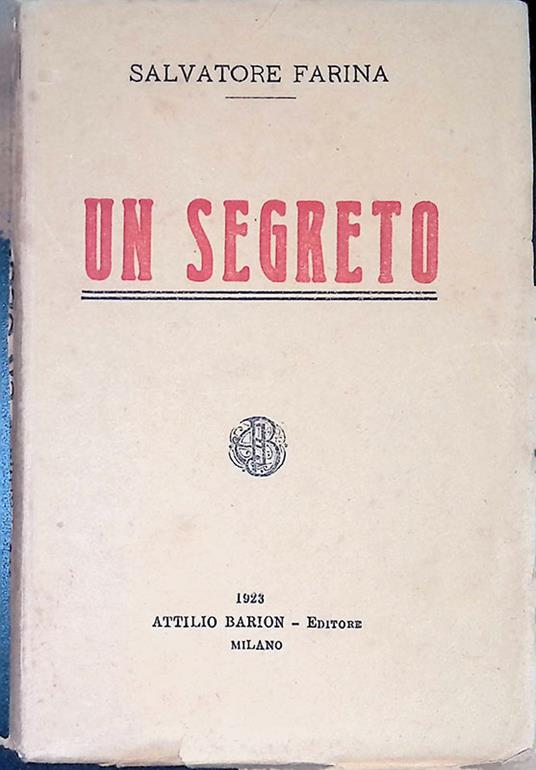 SALVATORE FARINA
UN SEGRETO
1923
ATTILIO BARION - EDITORE
MILANO